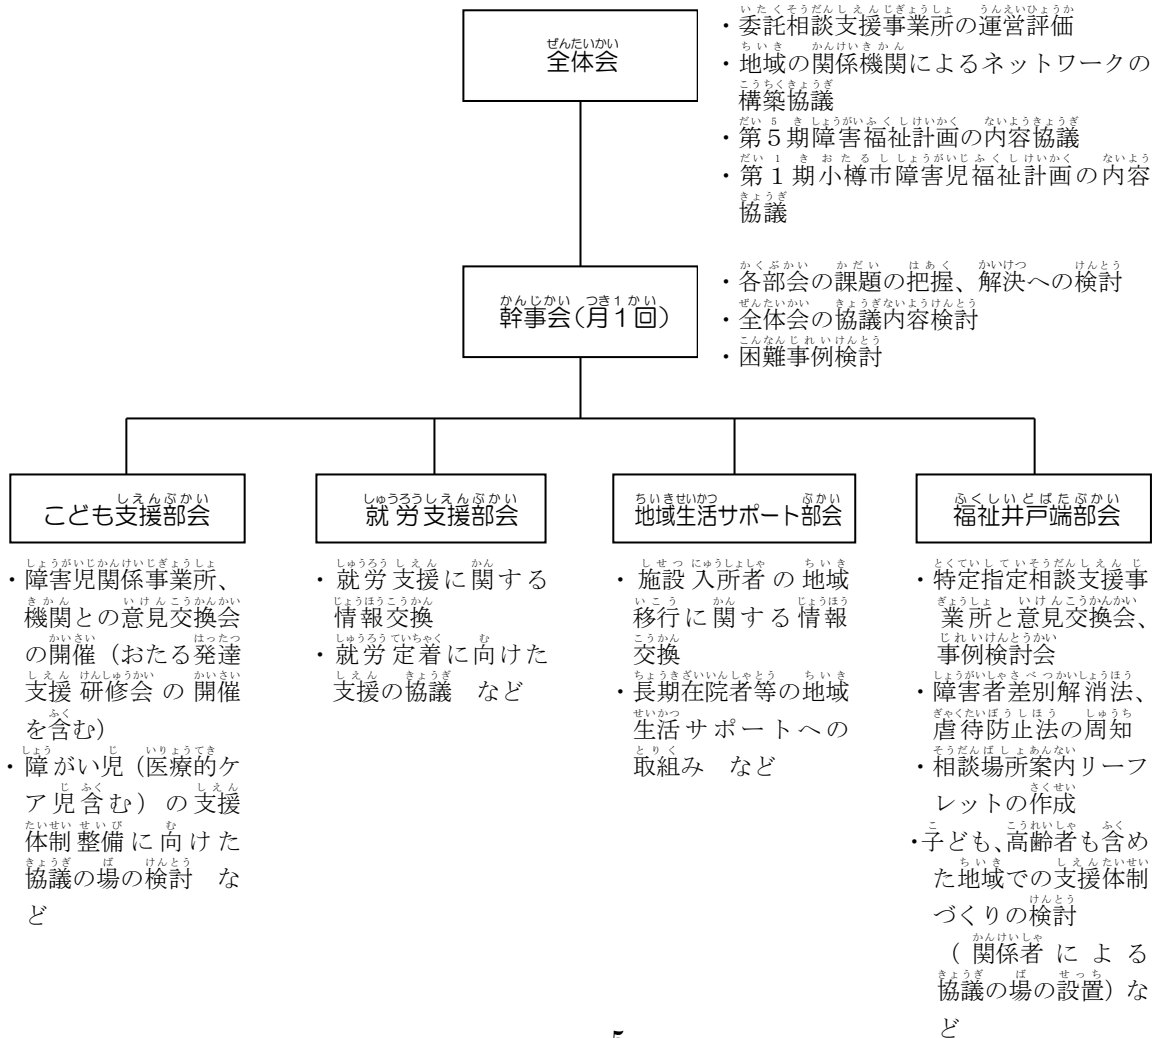 全体会
・委託相談支援事業所の運営評価
・地域の関係機関によるネットワークの
構築協議
・第5期障害福祉計画の内容協議
・第1期小樽市障害児福祉計画の内容
協議
幹事会(月1回)
・各部会の課題の把握、解決への検討
・全体会の協議内容検討
・困難事例検討
こども支援部会
・障害児関係事業所、
機関との意見交換会
の開催（おたる発達
支援研修会の開催
を含む）
・障がい児（医療的ケ
ア児含む）の支援
体制整備に向けた
協議の場の検討　な
ど
就労支援部会
・就労支援に関する
情報交換
・就労定着に向けた
支援の協議　など
地域生活サポート部会
・施設入所者の地域
移行に関する情報
交換
・長期在院者等の地域
生活サポートへの
取組み　など
福祉井戸端部会
・特定指定相談支援事
業所と意見交換会、
事例検討会
・障害者差別解消法、
虐待防止法の周知
・相談場所案内リーフ
レットの作成
・子ども、高齢者も含め
た地域での支援体制
づくりの検討
（関係者による
協議の場の設置）な
ど